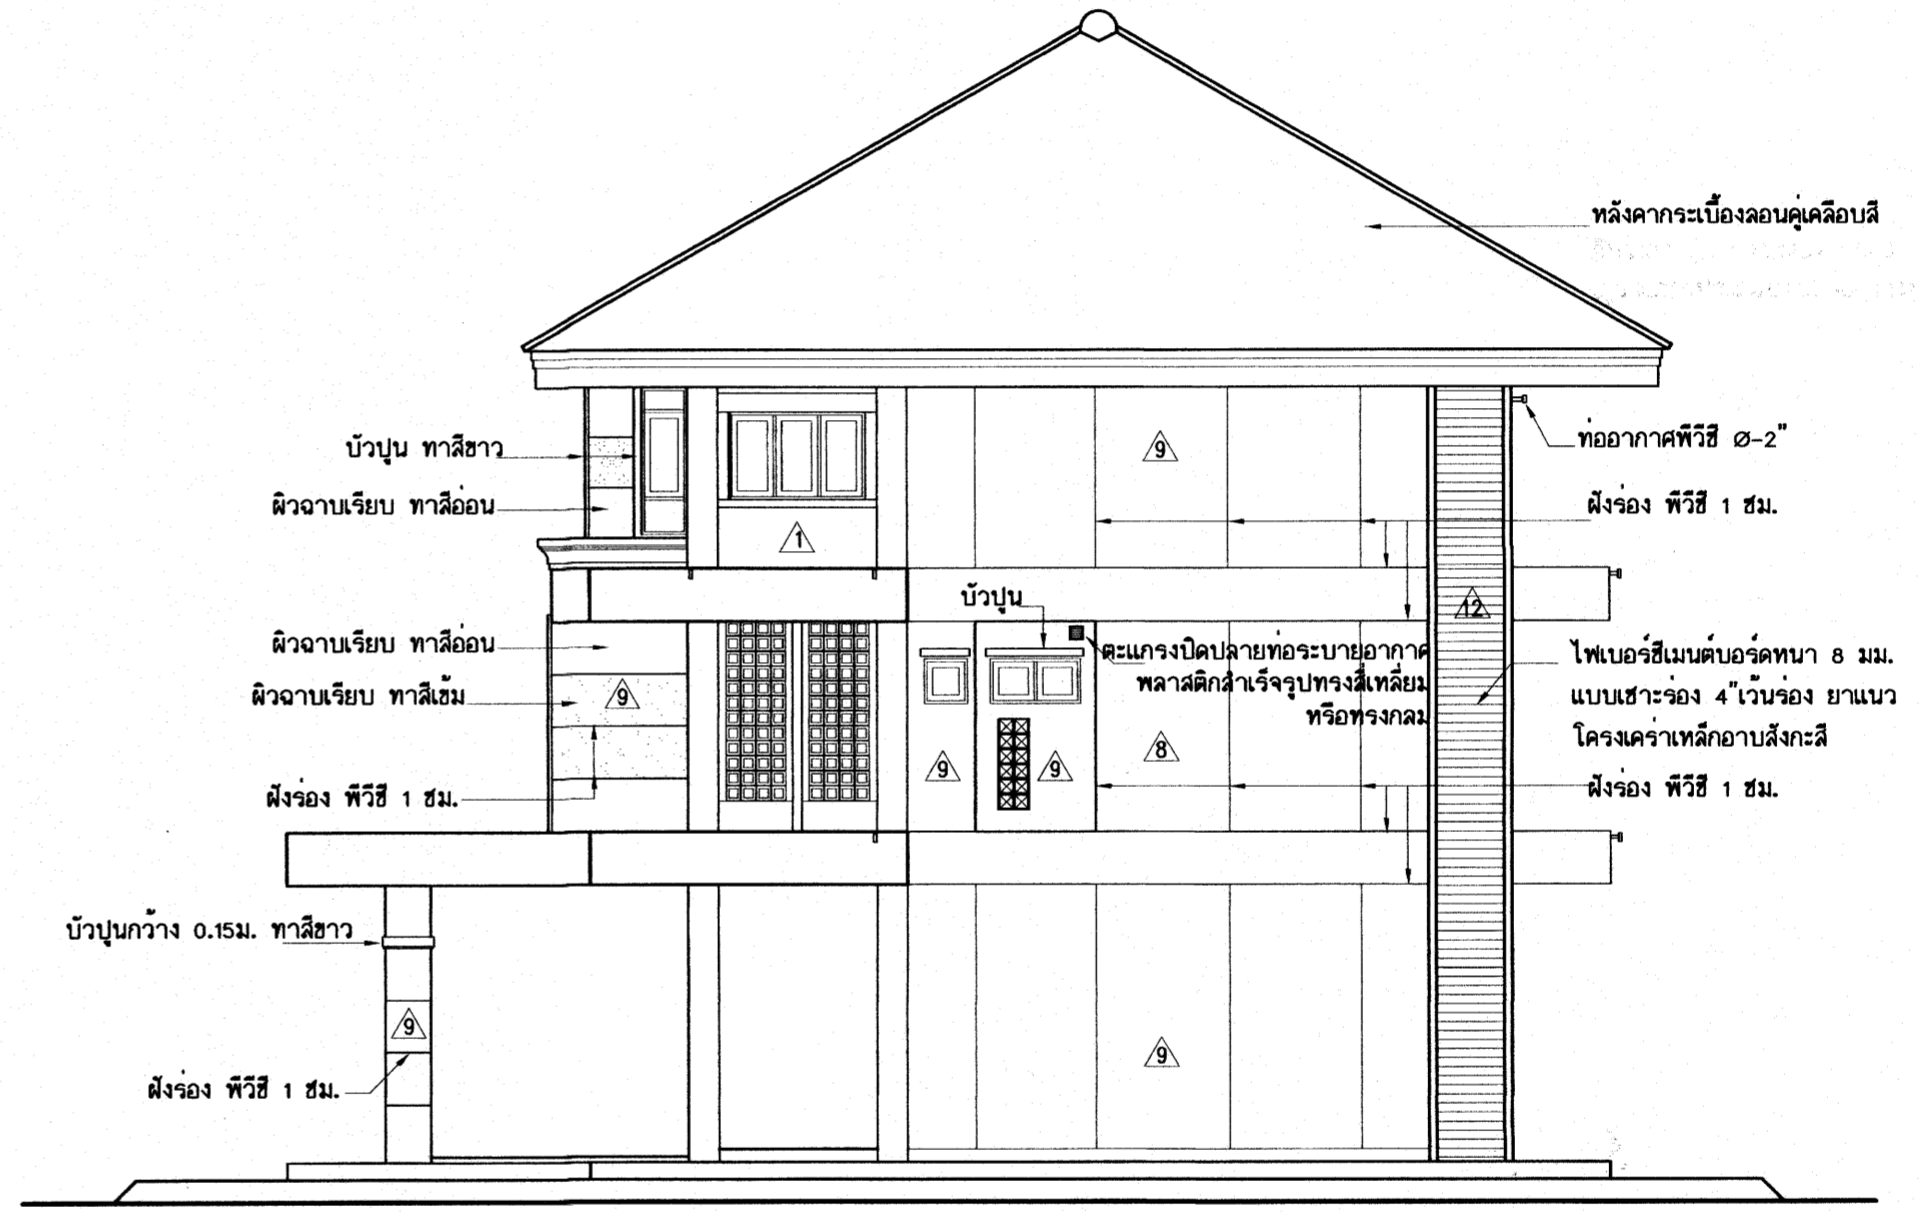 หลังคากระเบื้องลอนคู่เคลือบสี
บัวปูน ทาสีขาว
ท่ออากาศพีวีซี Ø-2"
9
ผิวฉาบเรียบ ทาสีอ่อน
ฝังร่อง พีวีซี 1 ซม.
1
บัวปูน
12
ผิวฉาบเรียบ ทาสีอ่อน
ตะแกรงปิดปลายท่อระบายอากาศ
พลาสติกสำเร็จรูปทรงสี่เหลี่ยม
หรือทรงกลม
ไฟเบอร์ซีเมนต์บอร์ดหนา 8 มม.
แบบเซาะร่อง 4"เว้นร่อง ยาแนว
โครงเคร่าเหล็กอาบสังกะสี
ผิวฉาบเรียบ ทาสีเข้ม
9
9
9
8
ฝังร่อง พีวีซี 1 ซม.
ฝังร่อง พีวีซี 1 ซม.
บัวปูนกว้าง 0.15ม. ทาสีขาว
9
9
ฝังร่อง พีวีซี 1 ซม.